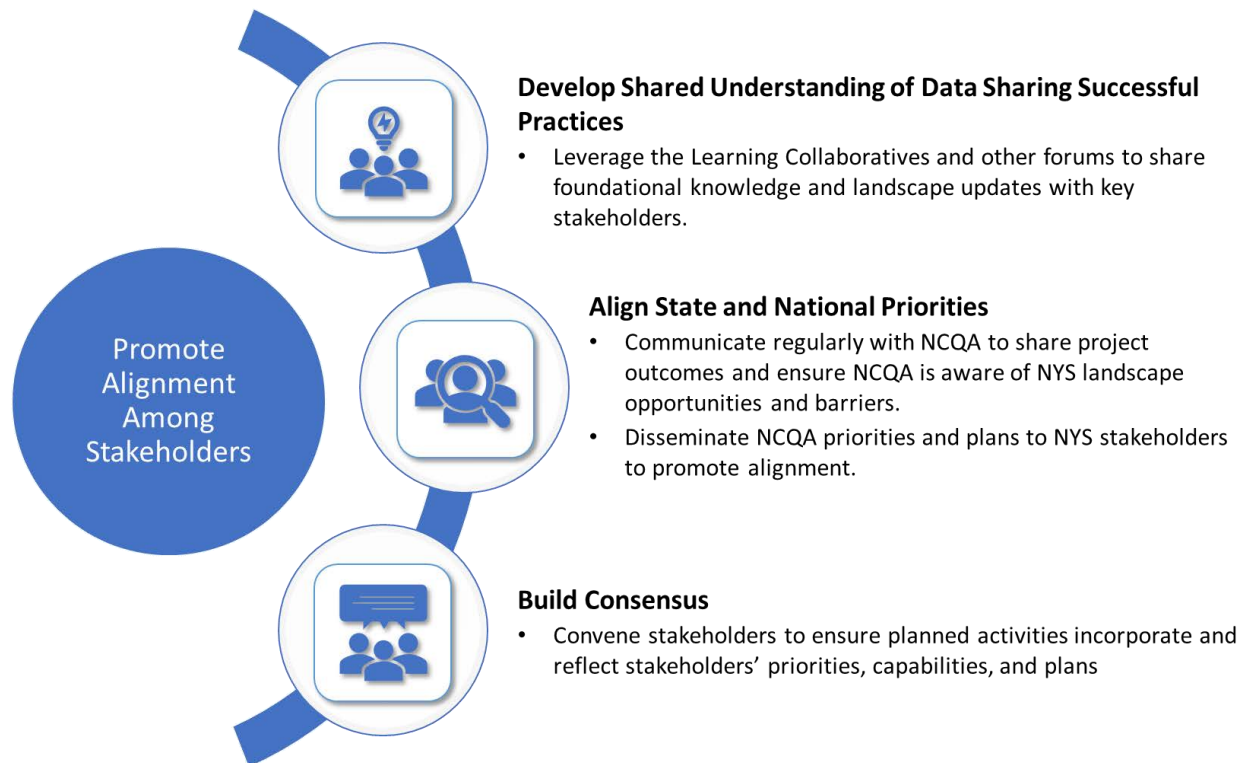 Develop Shared Understanding of Data Sharing Successful
Practices
• Leverage the Learning Collaboratives and other forums to share
foundational knowledge and landscape updates with key
stakeholders.
Promote
Alignment
Among
Stakeholders
Align State and National Priorities
• Communicate regularly with NCQA to share project
outcomes and ensure NCQA is aware of NYS landscape
opportunities and barriers.
• Disseminate NCQA priorities and plans to NYS stakeholders
to promote alignment.
Build Consensus
• Convene stakeholders to ensure planned activities incorporate and
reflect stakeholders’ priorities, capabilities, and plans